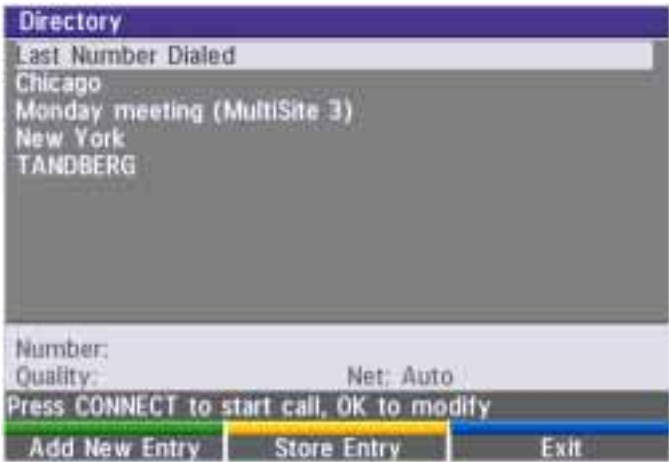 Directory
Last Number Dialed
Chicago
Monday meeting (MultiSite 3)
New York
TANDBERG
Number:
Quality: Net: Auto
Press CONNECT to start call, OK to modify
Add New Entry Store Entry Exit